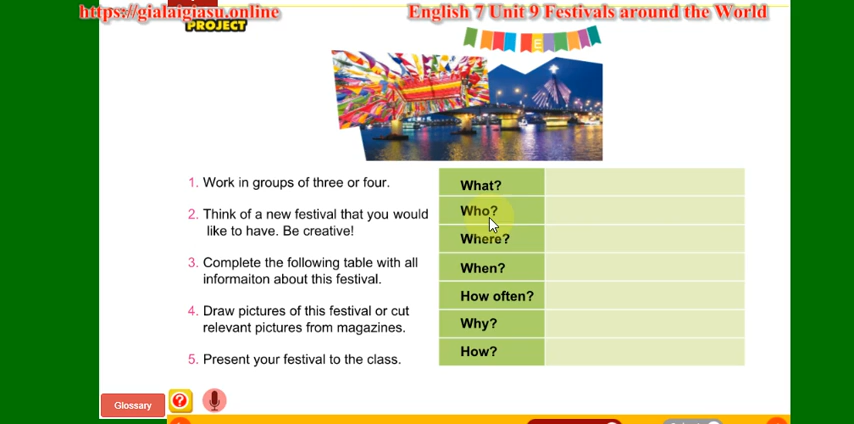 https://gialaigiasu.online
English 7 Unit 9 Festivals around the World
PROJECT
E
1. Work in groups of three or four.
2. Think of a new festival that you would
like to have. Be creative!
3. Complete the following table with all
informaiton about this festival.
4. Draw pictures of this festival or cut
relevant pictures from magazines.
5. Present your festival to the class.
What?
Who?
Where?
When?
How often?
Why?
How?
Glossary
?